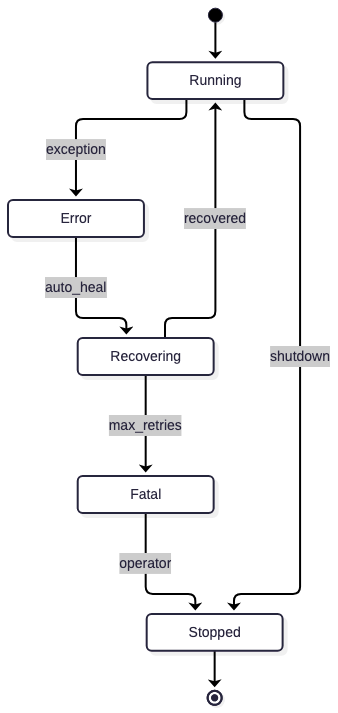 Running
exception
Error
recovered
auto_heal
Recovering
shutdown
max_retries
Fatal
operator
Stopped